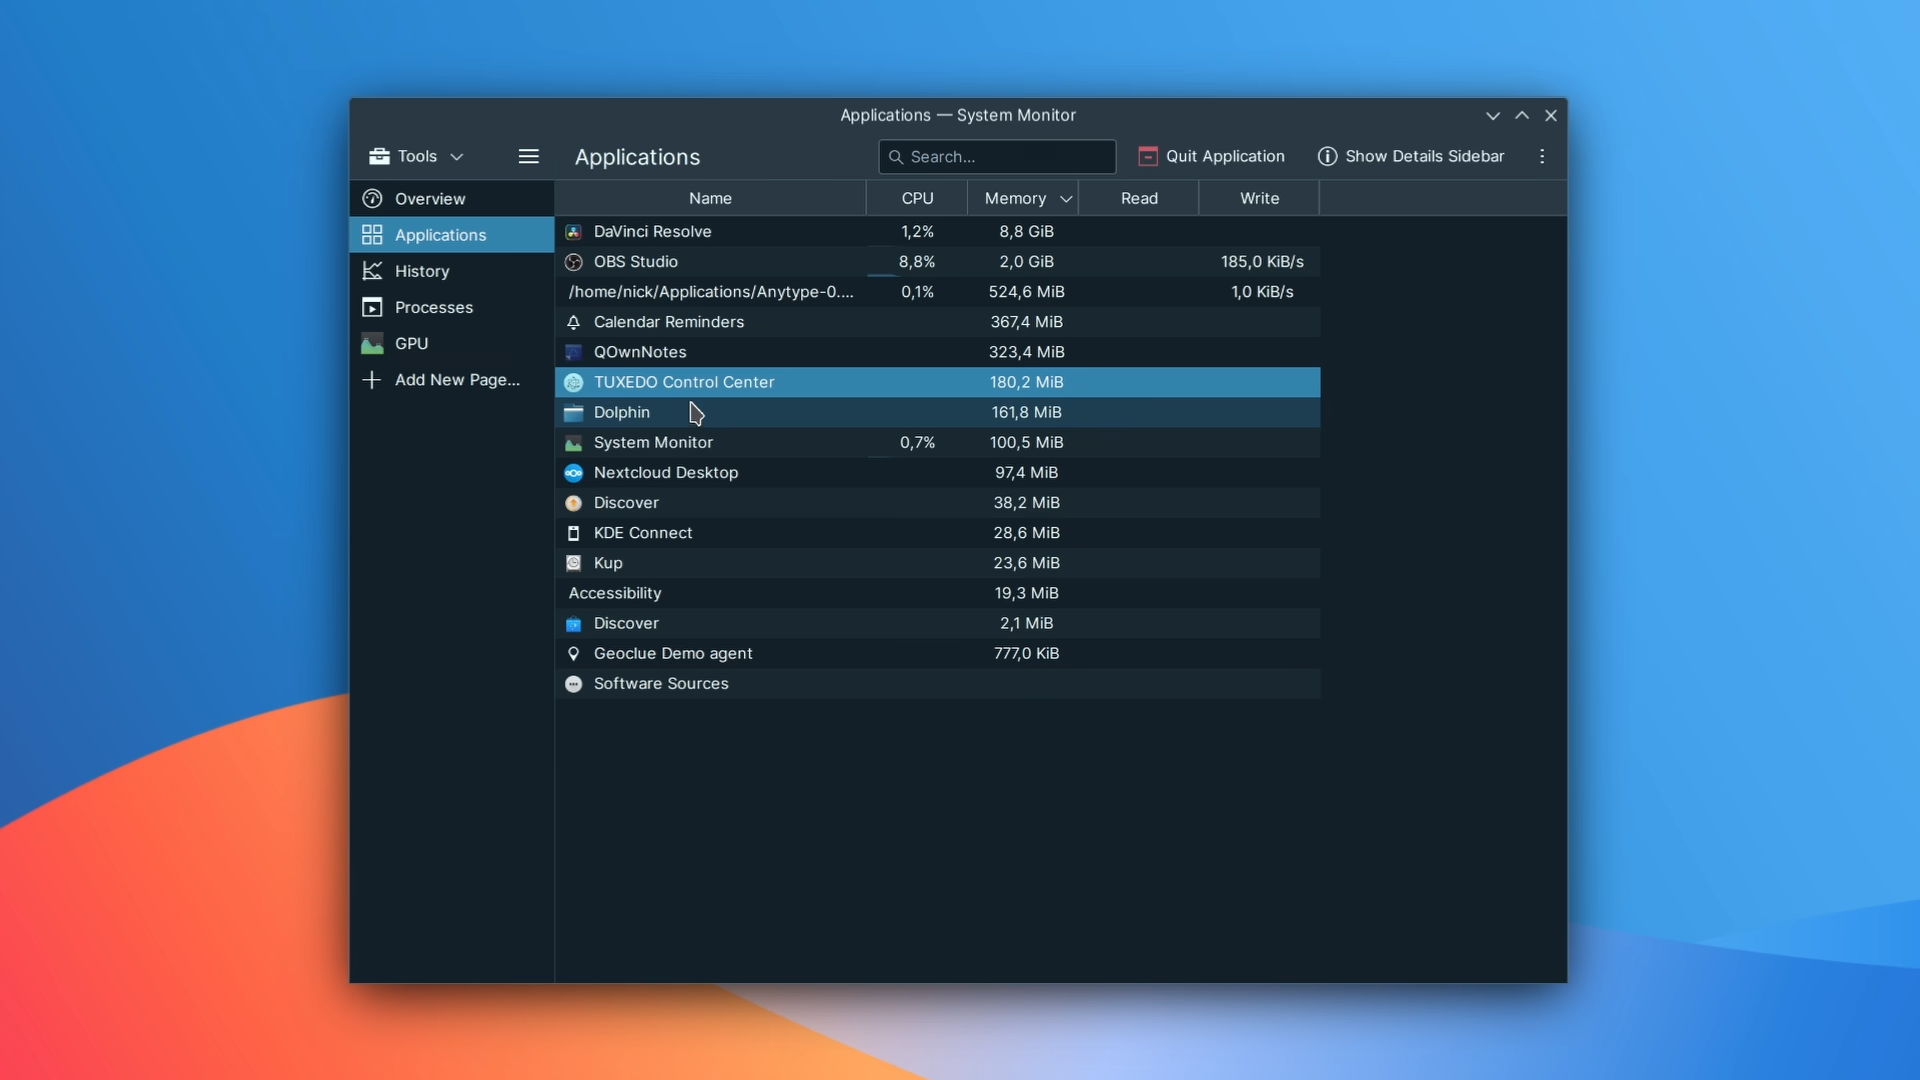 Applications — System Monitor
Tools
Applications
Search...
Quit Application
Show Details Sidebar
Overview
Applications
History
Processes
GPU
Add New Page...
Name CPU Memory Read Write
DaVinci Resolve 1,2% 8,8 GiB
OBS Studio 8,8% 2,0 GiB 185,0 KiB/s
/home/nick/Applications/Anytype-0.... 0,1% 524,6 MiB 1,0 KiB/s
Calendar Reminders 367,4 MiB
QOwnNotes 323,4 MiB
TUXEDO Control Center 180,2 MiB
Dolphin 161,8 MiB
System Monitor 0,7% 100,5 MiB
Nextcloud Desktop 97,4 MiB
Discover 38,2 MiB
KDE Connect 28,6 MiB
Kup 23,6 MiB
Accessibility 19,3 MiB
Discover 2,1 MiB
Geoclue Demo agent 777,0 KiB
Software Sources